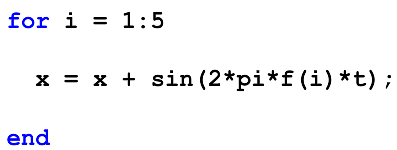 for i = 1:5
x = x + sin(2*pi*f(i)*t);
end